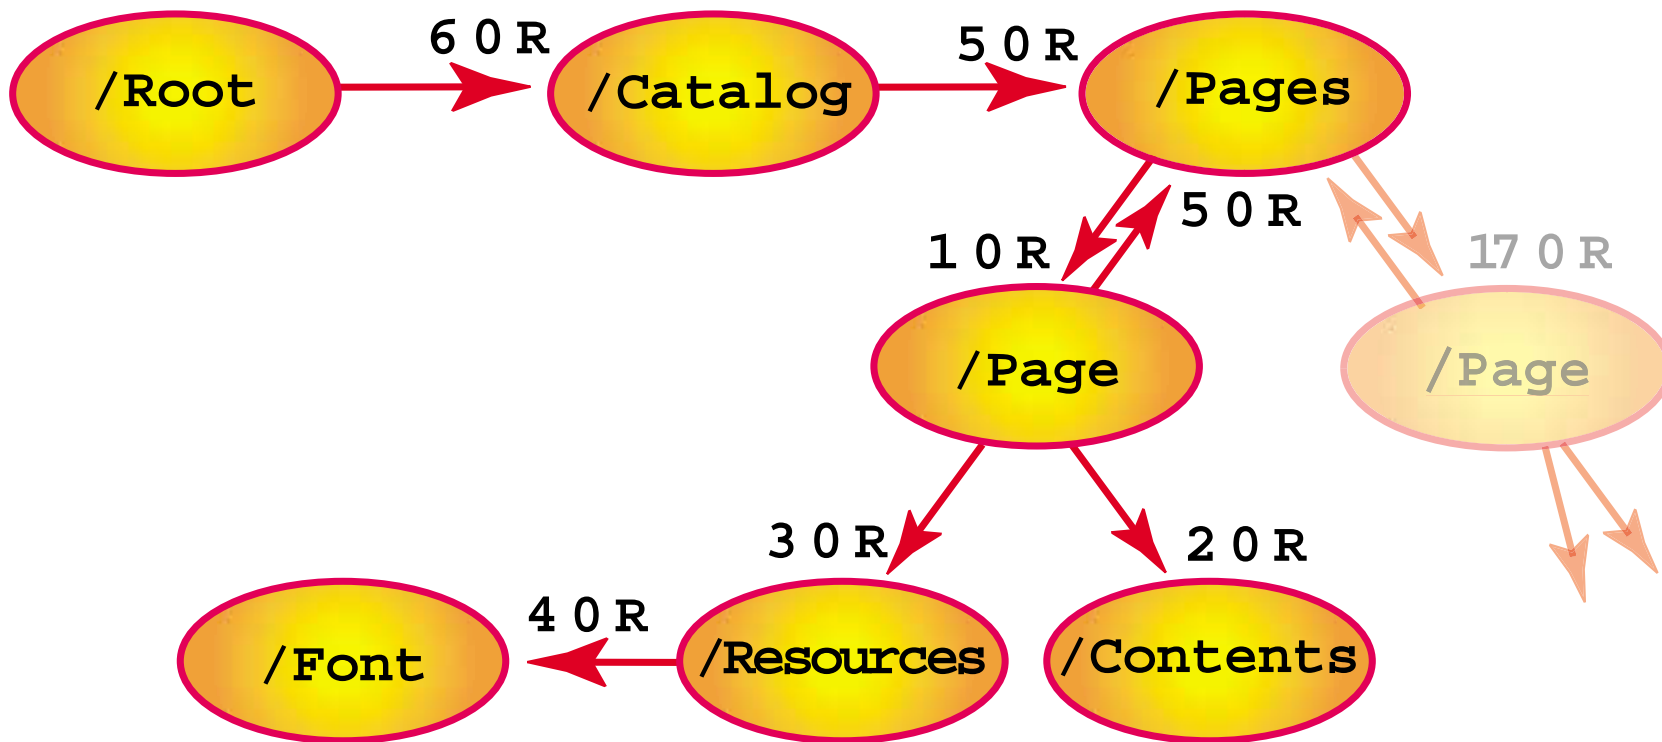 6 0 R
5 0 R
/Root
/Catalog
/Pages
5 0 R
1 0 R
17 0 R
/Page
/Page
3 0 R
2 0 R
4 0 R
/Font
/Resources
/Contents